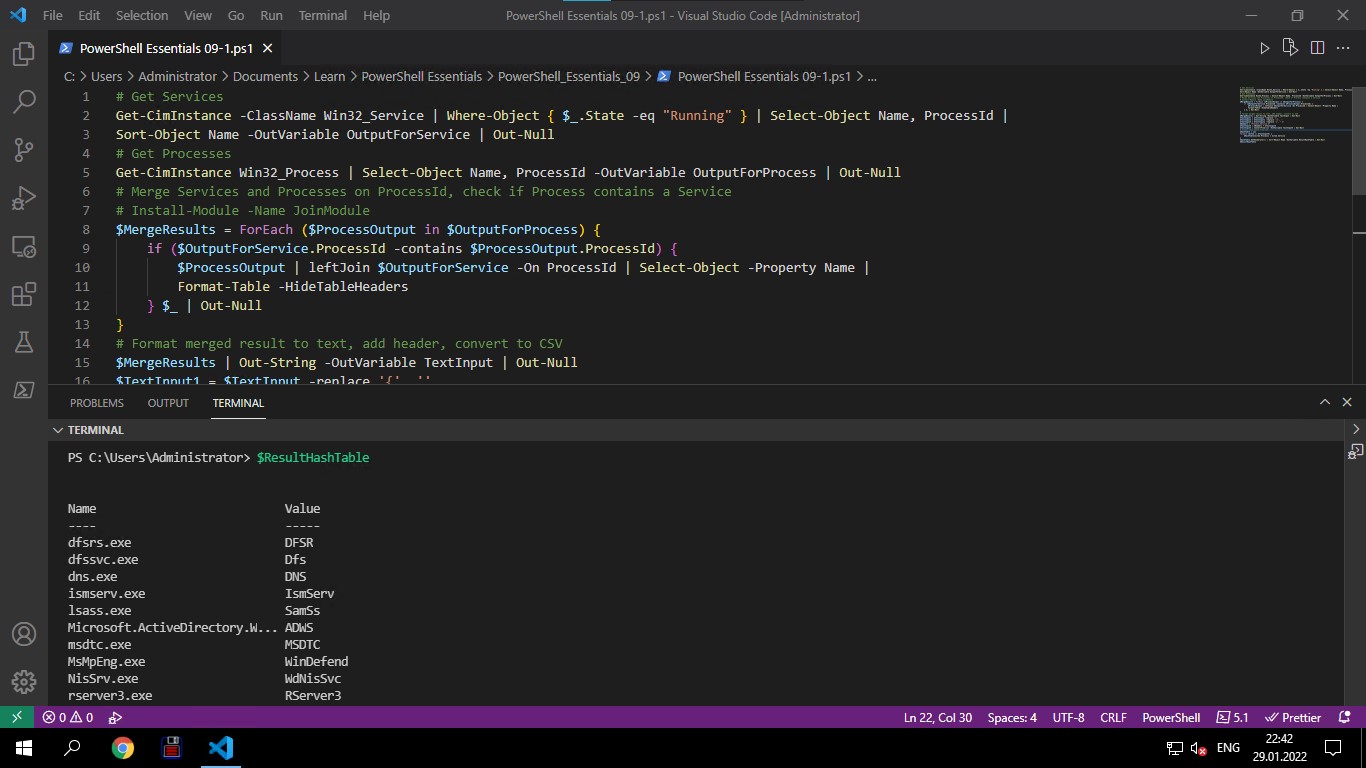 File Edit Selection View Go Run Terminal Help PowerShell Essentials 09-1.ps1 - Visual Studio Code [Administrator]
PowerShell Essentials 09-1.ps1
C: > Users > Administrator > Documents > Learn > PowerShell Essentials > PowerShell_Essentials_09 > PowerShell Essentials 09-1.ps1 > ...
1 # Get Services
2 Get-CimInstance -ClassName Win32_Service | Where-Object { $_.State -eq "Running" } | Select-Object Name, ProcessId |
3 Sort-Object Name -OutVariable OutputForService | Out-Null
4 # Get Processes
5 Get-CimInstance Win32_Process | Select-Object Name, ProcessId -OutVariable OutputForProcess | Out-Null
6 # Merge Services and Processes on ProcessId, check if Process contains a Service
7 # Install-Module -Name JoinModule
8 $MergeResults = ForEach ($ProcessOutput in $OutputForProcess) {
9 if ($OutputForService.ProcessId -contains $ProcessOutput.ProcessId) {
10 $ProcessOutput | leftJoin $OutputForService -On ProcessId | Select-Object -Property Name |
11 Format-Table -HideTableHeaders
12 } $_ | Out-Null
13 }
14 # Format merged result to text, add header, convert to CSV
15 $MergeResults | Out-String -OutVariable TextInput | Out-Null
16 $TextInput1 = $TextInput -replace '{', ''
PROBLEMS OUTPUT TERMINAL
TERMINAL
PS C:\Users\Administrator> $ResultHashTable
Name Value
---- -----
dfsrs.exe DFSR
dfssvc.exe Dfs
dns.exe DNS
ismserv.exe IsmServ
lsass.exe SamSs
Microsoft.ActiveDirectory.W... ADWS
msdtc.exe MSDTC
MsMpEng.exe WinDefend
NisSrv.exe WdNisSvc
rserver3.exe RServer3
0 0 Ln 22, Col 30 Spaces: 4 UTF-8 CRLF PowerShell 5.1 Prettier
ENG 22:42
29.01.2022